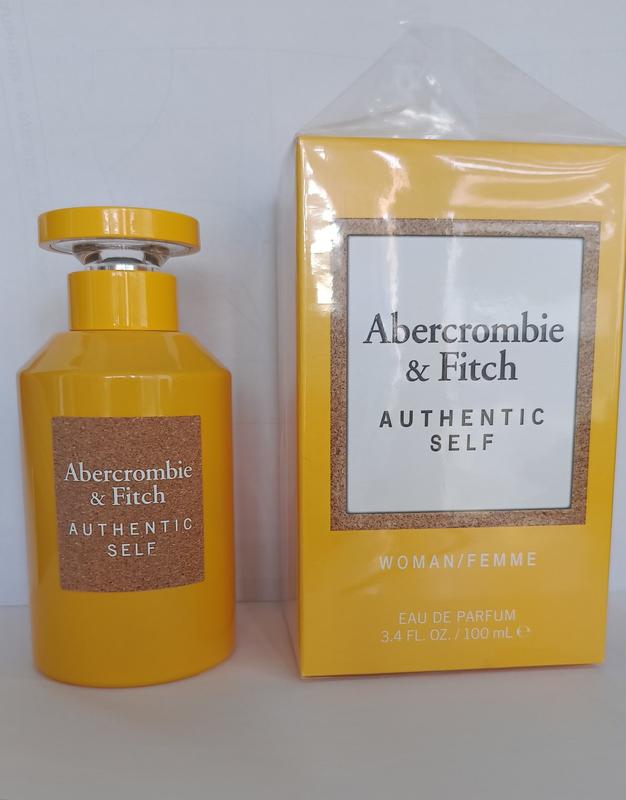 Abercrombie
& Fitch
AUTHENTIC
SELF
Abercrombie
& Fitch
AUTHENTIC
SELF
WOMAN/FEMME
EAU DE PARFUM
3.4 FL. OZ. / 100 mL ℮